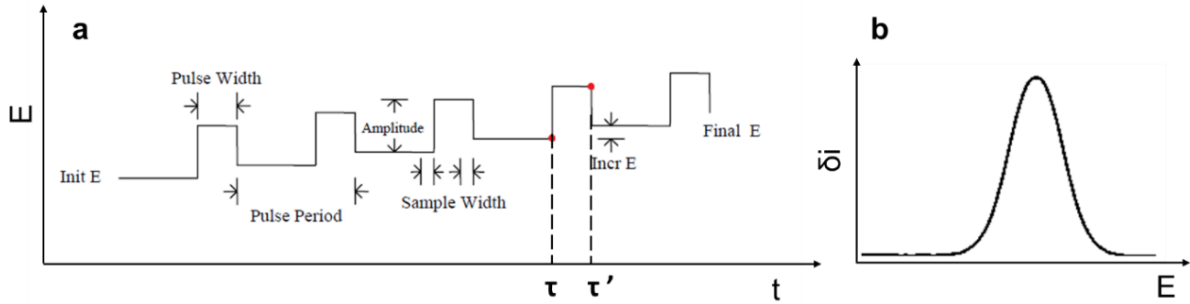 a
b
Pulse Width
E
Amplitude
Final E
Init E
Incr E
Sample Width
Pulse Period
δi
τ
τ’
t
E